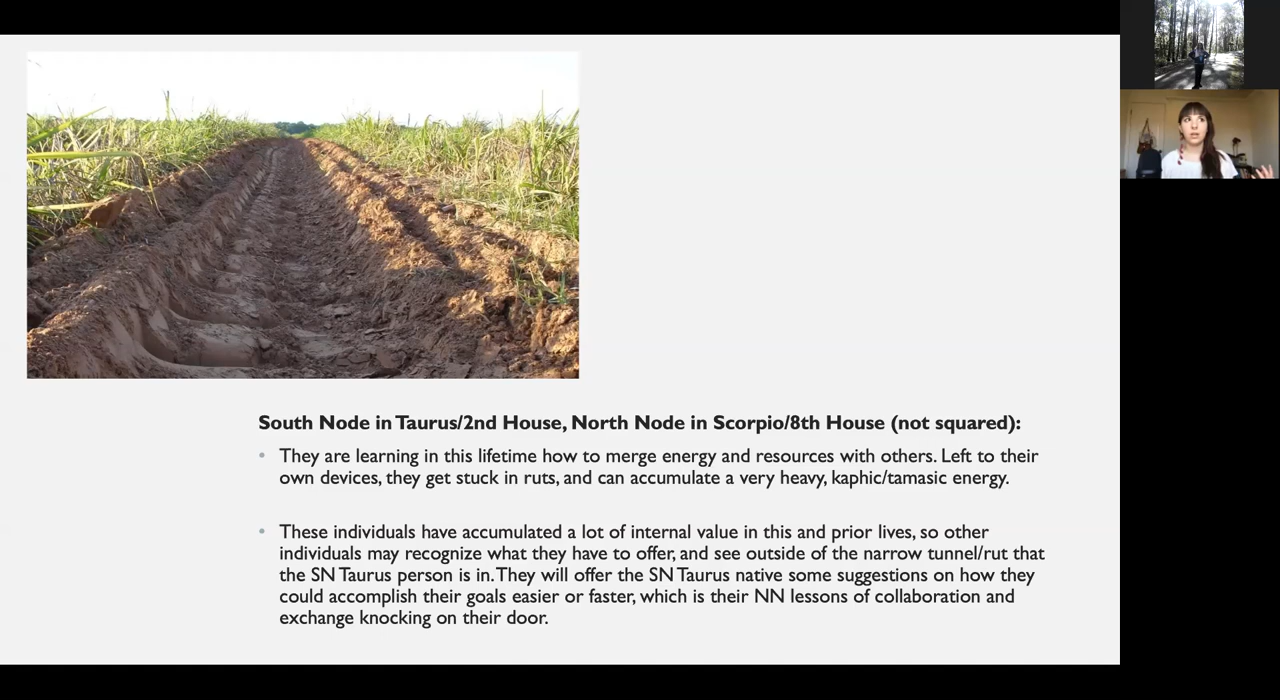 South Node in Taurus/2nd House, North Node in Scorpio/8th House (not squared):
They are learning in this lifetime how to merge energy and resources with others. Left to their
own devices, they get stuck in ruts, and can accumulate a very heavy, kaphic/tamasic energy.
These individuals have accumulated a lot of internal value in this and prior lives, so other
individuals may recognize what they have to offer, and see outside of the narrow tunnel/rut that
the SN Taurus person is in. They will offer the SN Taurus native some suggestions on how they
could accomplish their goals easier or faster, which is their NN lessons of collaboration and
exchange knocking on their door.